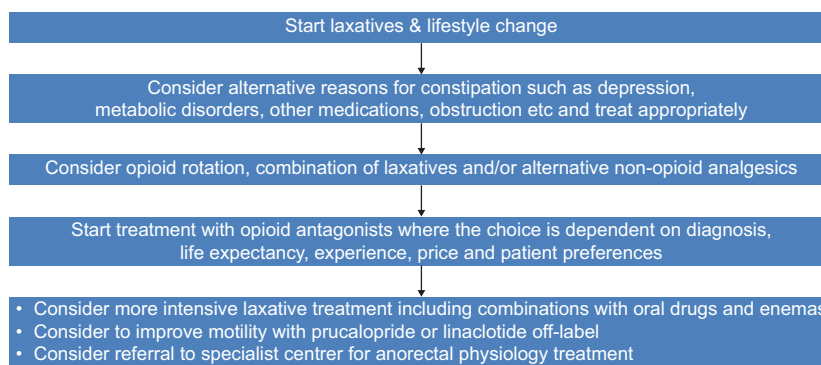 Start laxatives & lifestyle change
Consider alternative reasons for constipation such as depression,
metabolic disorders, other medications, obstruction etc and treat appropriately
Consider opioid rotation, combination of laxatives and/or alternative non-opioid analgesics
Start treatment with opioid antagonists where the choice is dependent on diagnosis,
life expectancy, experience, price and patient preferences
• Consider more intensive laxative treatment including combinations with oral drugs and enemas
• Consider to improve motility with prucalopride or linaclotide off-label
• Consider referral to specialist centrer for anorectal physiology treatment